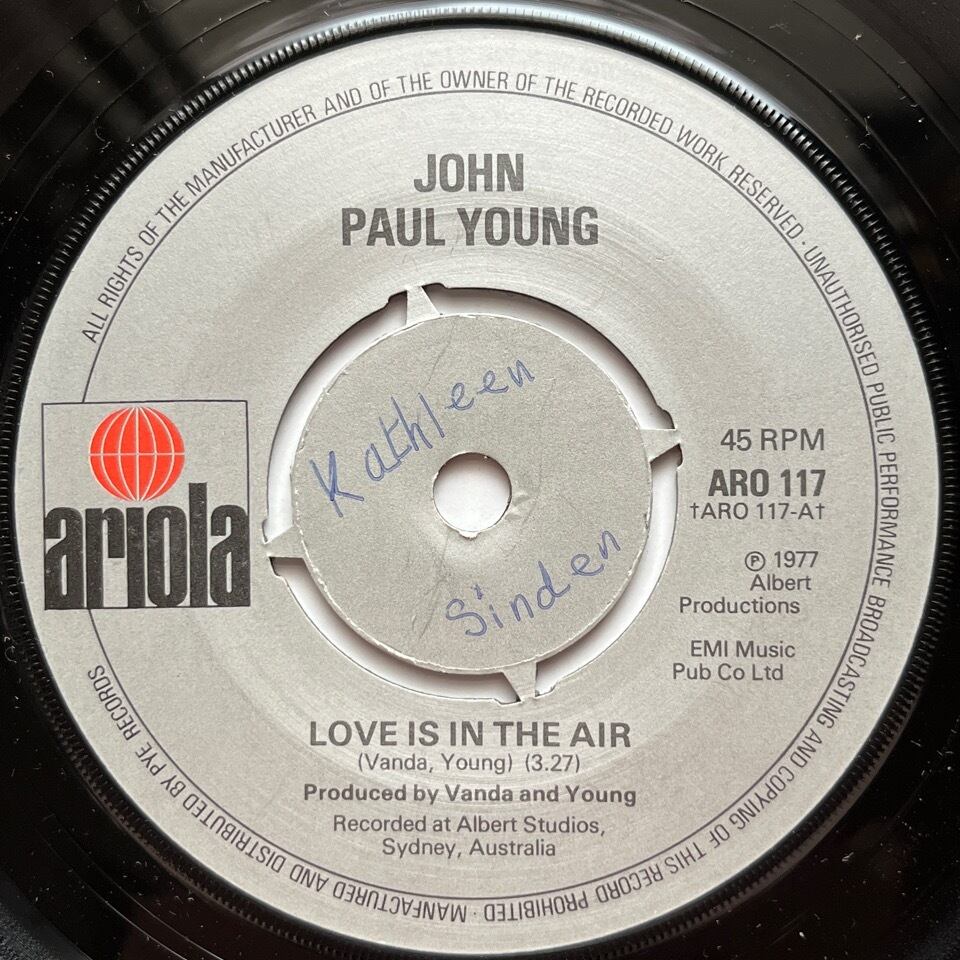 ALL RIGHTS OF THE MANUFACTURER AND OF THE OWNER OF THE RECORDED WORK RESERVED · UNAUTHORISED PUBLIC PERFORMANCE BROADCASTING AND COPYING OF THIS RECORD PROHIBITED · MANUFACTURED AND DISTRIBUTED BY PYE RECORDS
JOHN
PAUL YOUNG
ariola
Kathleen
Sinden
45 RPM
ARO 117
†ARO 117-A†
Ⓟ 1977
Albert
Productions
EMI Music
Pub Co Ltd
LOVE IS IN THE AIR
(Vanda, Young) (3.27)
Produced by Vanda and Young
Recorded at Albert Studios,
Sydney, Australia